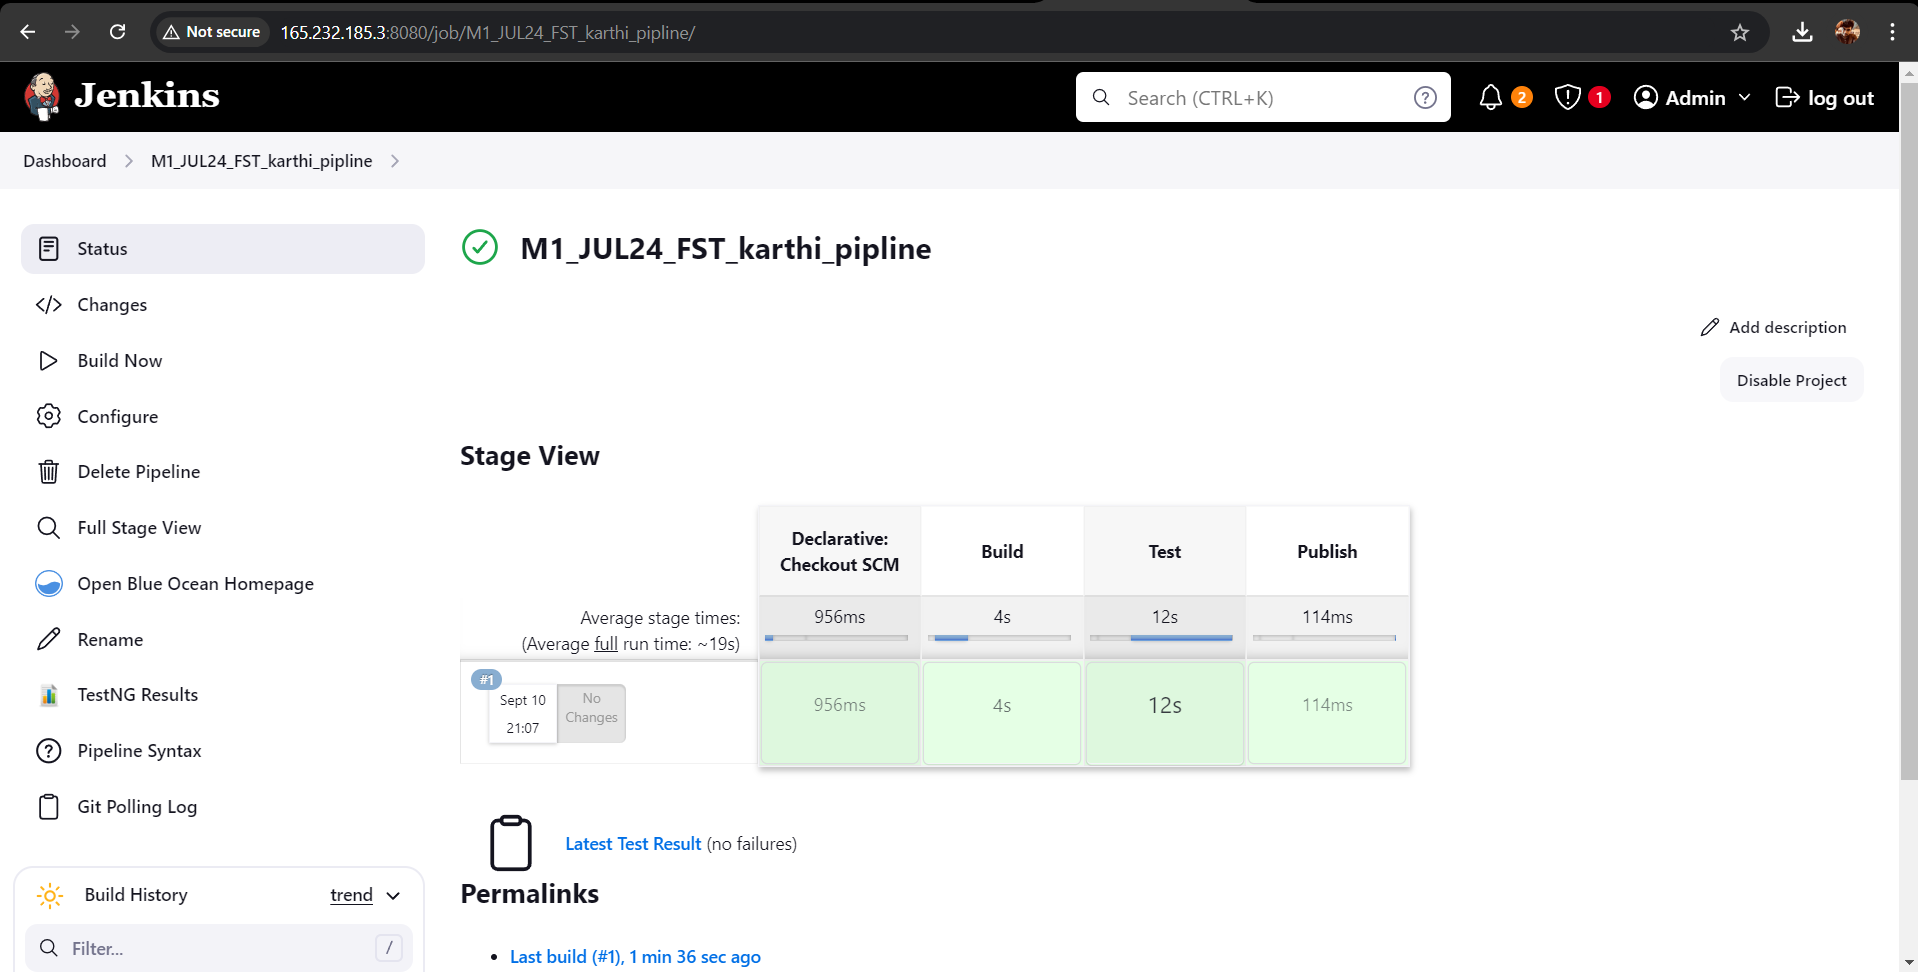 Not secure 165.232.185.3:8080/job/M1_JUL24_FST_karthi_pipline/
Jenkins
Search (CTRL+K)
?
2
1
Admin
log out
Dashboard
M1_JUL24_FST_karthi_pipline
Status
Changes
Build Now
Configure
Delete Pipeline
Full Stage View
Open Blue Ocean Homepage
Rename
TestNG Results
Pipeline Syntax
Git Polling Log
Build History
trend
Filter...
/
M1_JUL24_FST_karthi_pipline
Add description
Disable Project
Stage View
Declarative:
Checkout SCM
Build
Test
Publish
Average stage times:
(Average full run time: ~19s)
956ms
4s
12s
114ms
#1
Sept 10
21:07
No
Changes
956ms
4s
12s
114ms
Latest Test Result (no failures)
Permalinks
• Last build (#1), 1 min 36 sec ago